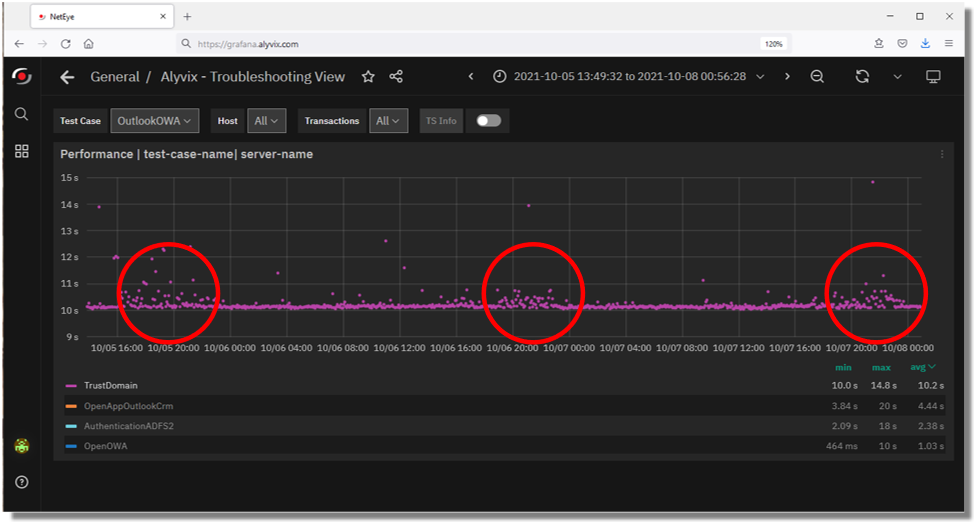 NetEye
https://grafana.alyvix.com 120%
General / Alyvix - Troubleshooting View 2021-10-05 13:49:32 to 2021-10-08 00:56:28
Test Case OutlookOWA Host All Transactions All TS Info
Performance | test-case-name| server-name
15 s
14 s
13 s
12 s
11 s
10 s
9 s
10/05 16:00 10/05 20:00 10/06 00:00 10/06 04:00 10/06 08:00 10/06 12:00 10/06 16:00 10/06 20:00 10/07 00:00 10/07 04:00 10/07 08:00 10/07 12:00 10/07 16:00 10/07 20:00 10/08 00:00
min max avg
TrustDomain 10.0 s 14.8 s 10.2 s
OpenAppOutlookCrm 3.84 s 20 s 4.44 s
AuthenticationADFS2 2.09 s 18 s 2.38 s
OpenOWA 464 ms 10 s 1.03 s